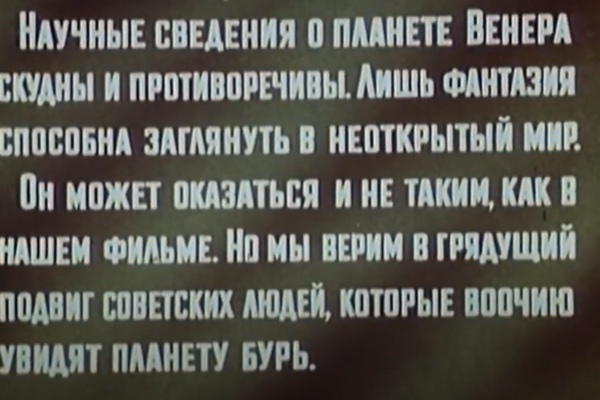 Научные сведения о планете Венера
скудны и противоречивы. Лишь фантазия
способна заглянуть в неоткрытый мир.
Он может оказаться и не таким, как в
нашем фильме. Но мы верим в грядущий
подвиг советских людей, которые воочию
увидят планету бурь.